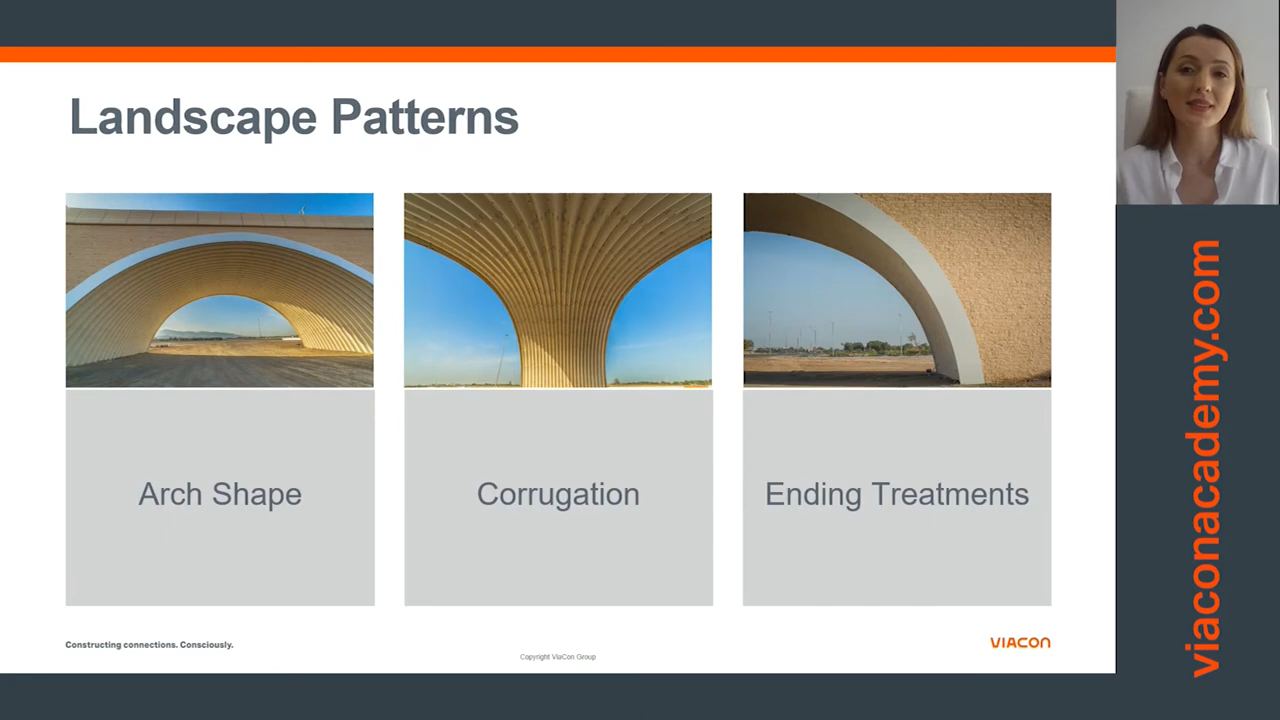 Landscape Patterns
Arch Shape
Corrugation
Ending Treatments
Constructing connections. Consciously.
Copyright ViaCon Group
VIACON
viaconacademy.com